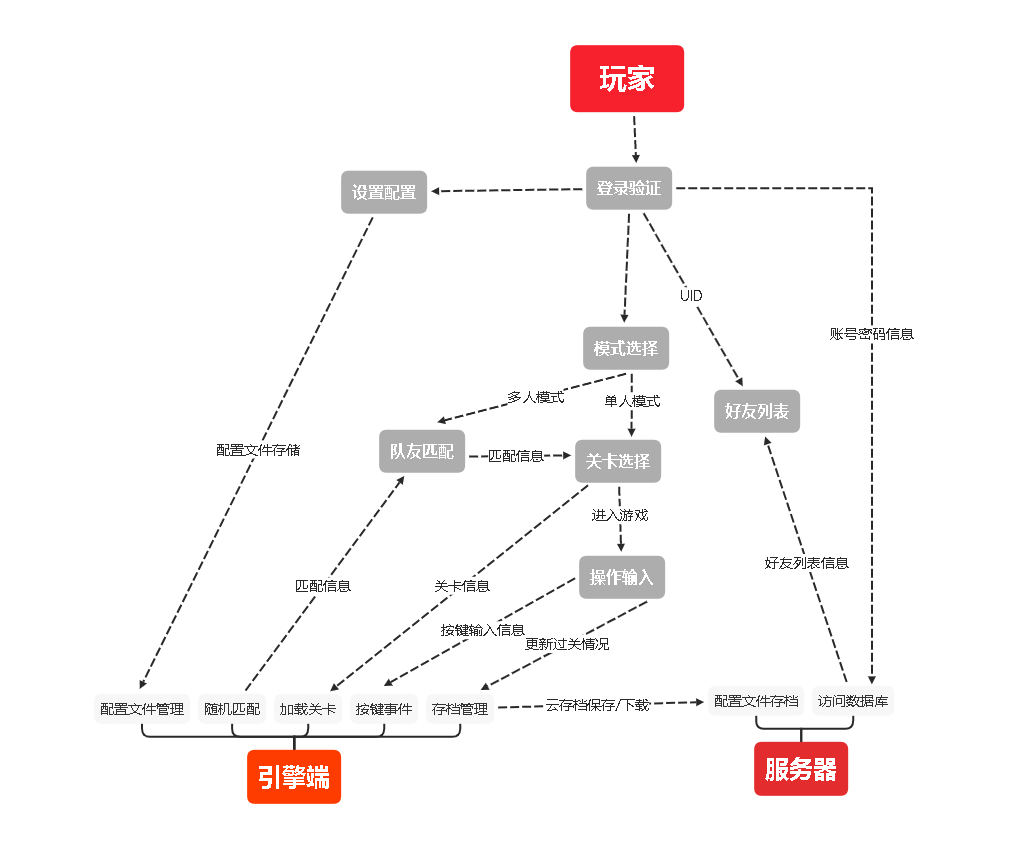 玩家
设置配置
登录验证
UID
账号密码信息
模式选择
多人模式
单人模式
好友列表
队友匹配
匹配信息
关卡选择
配置文件存储
进入游戏
好友列表信息
操作输入
匹配信息
关卡信息
按键输入信息
更新过关情况
配置文件管理
随机匹配
加载关卡
按键事件
存档管理
云存档保存/下载
配置文件存档
访问数据库
引擎端
服务器